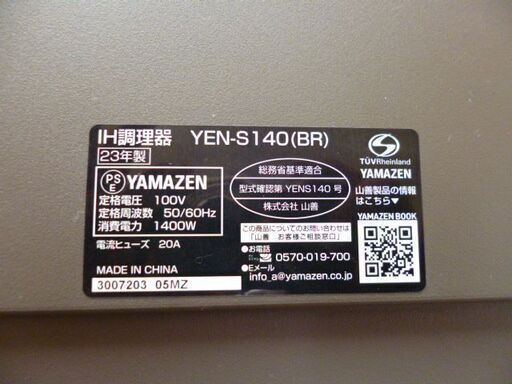 IH調理器 YEN-S140(BR)
23年製
PS
E
YAMAZEN
定格電圧 100V
定格周波数 50/60Hz
消費電力 1400W
電流ヒューズ 20A
MADE IN CHINA
3007203 05MZ
総務省基準適合
型式確認第 YENS140 号
株式会社 山善
この商品についてのお問い合わせは
「山善 お客様ご相談窓口」
●お電話
0570-019-700
●Eメール
info_a@yamazen.co.jp
S
TÜVRheinland
YAMAZEN
山善製品の情報
はこちら▼
YAMAZEN BOOK